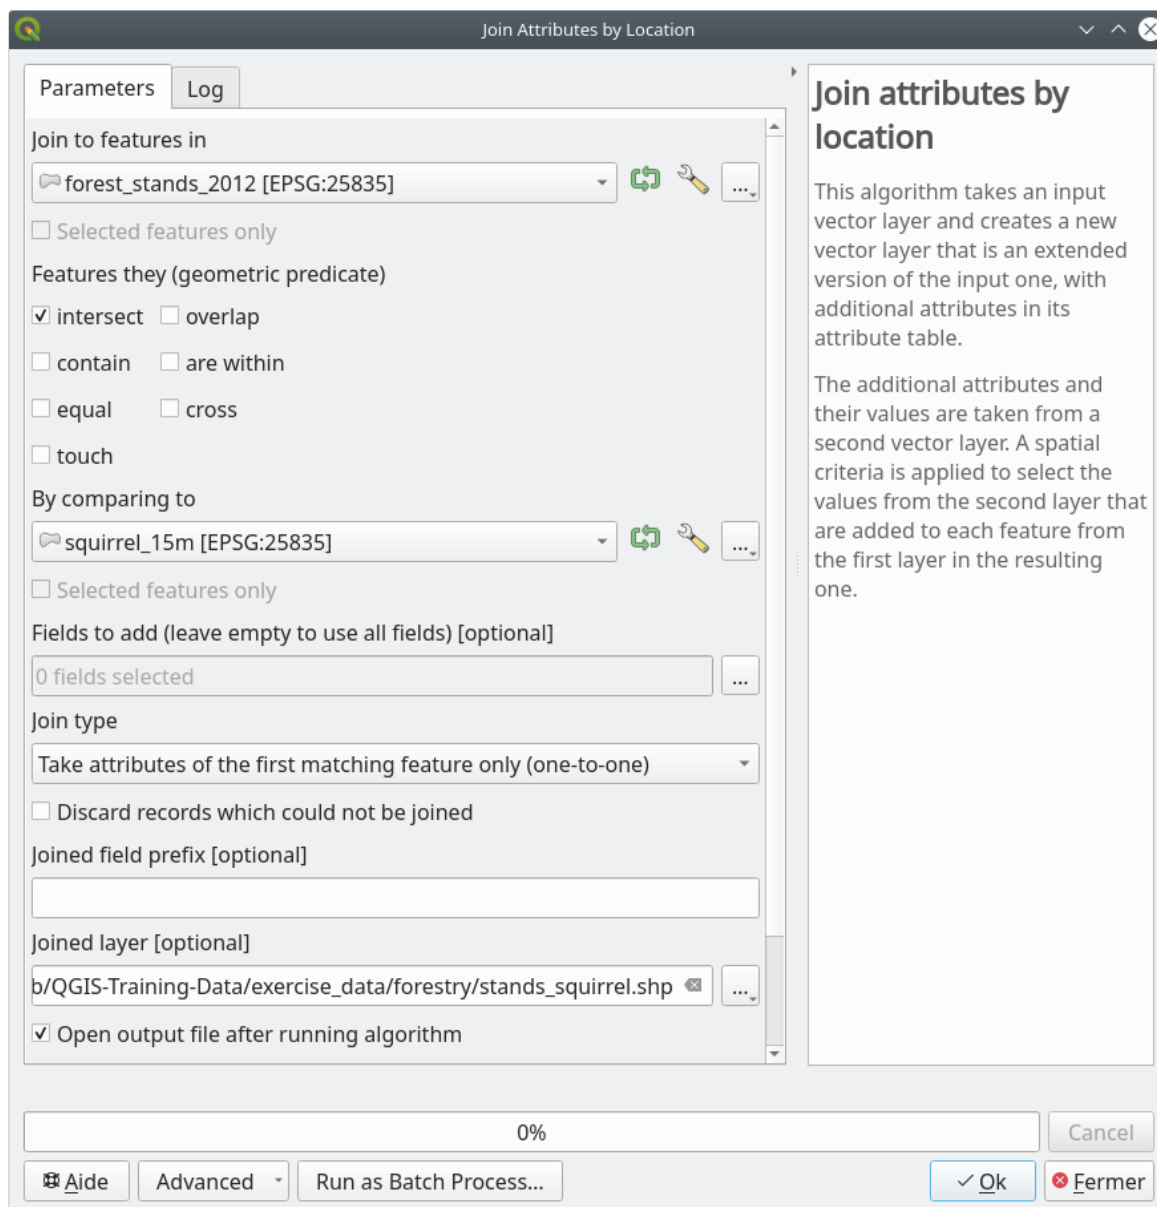 Join Attributes by Location
Parameters
Log
Join to features in
forest_stands_2012 [EPSG:25835]
...
Selected features only
Features they (geometric predicate)
intersect
overlap
contain
are within
equal
cross
touch
By comparing to
squirrel_15m [EPSG:25835]
...
Selected features only
Fields to add (leave empty to use all fields) [optional]
0 fields selected
...
Join type
Take attributes of the first matching feature only (one-to-one)
Discard records which could not be joined
Joined field prefix [optional]
Joined layer [optional]
b/QGIS-Training-Data/exercise_data/forestry/stands_squirrel.shp
...
Open output file after running algorithm
Join attributes by
location
This algorithm takes an input
vector layer and creates a new
vector layer that is an extended
version of the input one, with
additional attributes in its
attribute table.
The additional attributes and
their values are taken from a
second vector layer. A spatial
criteria is applied to select the
values from the second layer that
are added to each feature from
the first layer in the resulting
one.
0%
Cancel
Aide
Advanced
Run as Batch Process...
Ok
Fermer